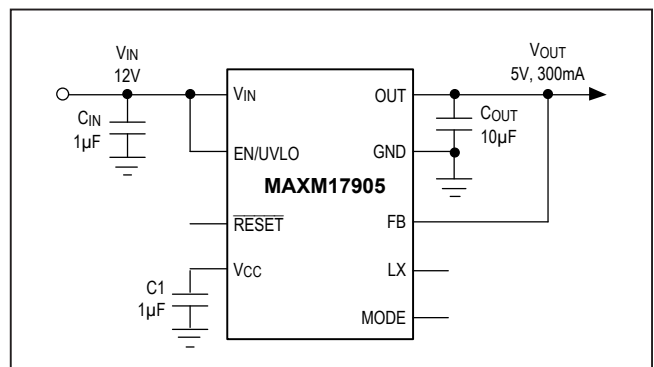 VIN
12V
CIN
1µF
VIN
EN/UVLO
RESET
VCC
C1
1µF
MAXM17905
OUT
GND
FB
LX
MODE
VOUT
5V, 300mA
COUT
10µF